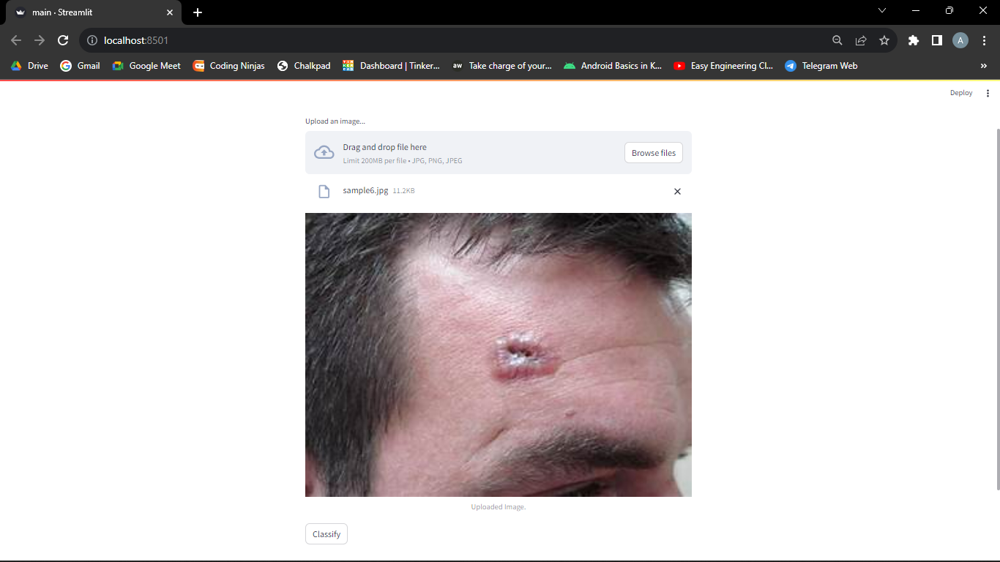 main · Streamlit
localhost:8501
A
Drive
Gmail
Google Meet
Coding Ninjas
Chalkpad
TINKERCAD
Dashboard | Tinker...
aw
Take charge of your...
Android Basics in K...
Easy Engineering Cl...
Telegram Web
»
Deploy
Upload an image...
Drag and drop file here
Limit 200MB per file • JPG, PNG, JPEG
Browse files
sample6.jpg 11.2KB
Uploaded Image.
Classify